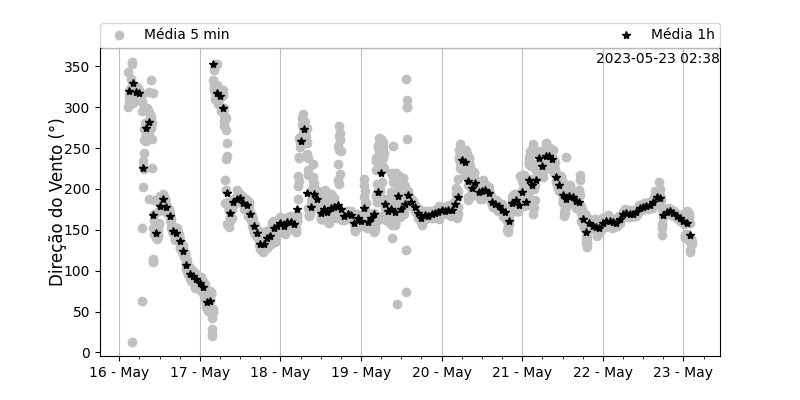 Média 5 min
Média 1h
2023-05-23 02:38
Direção do Vento (°)
350
300
250
200
150
100
50
0
16 - May 17 - May 18 - May 19 - May 20 - May 21 - May 22 - May 23 - May